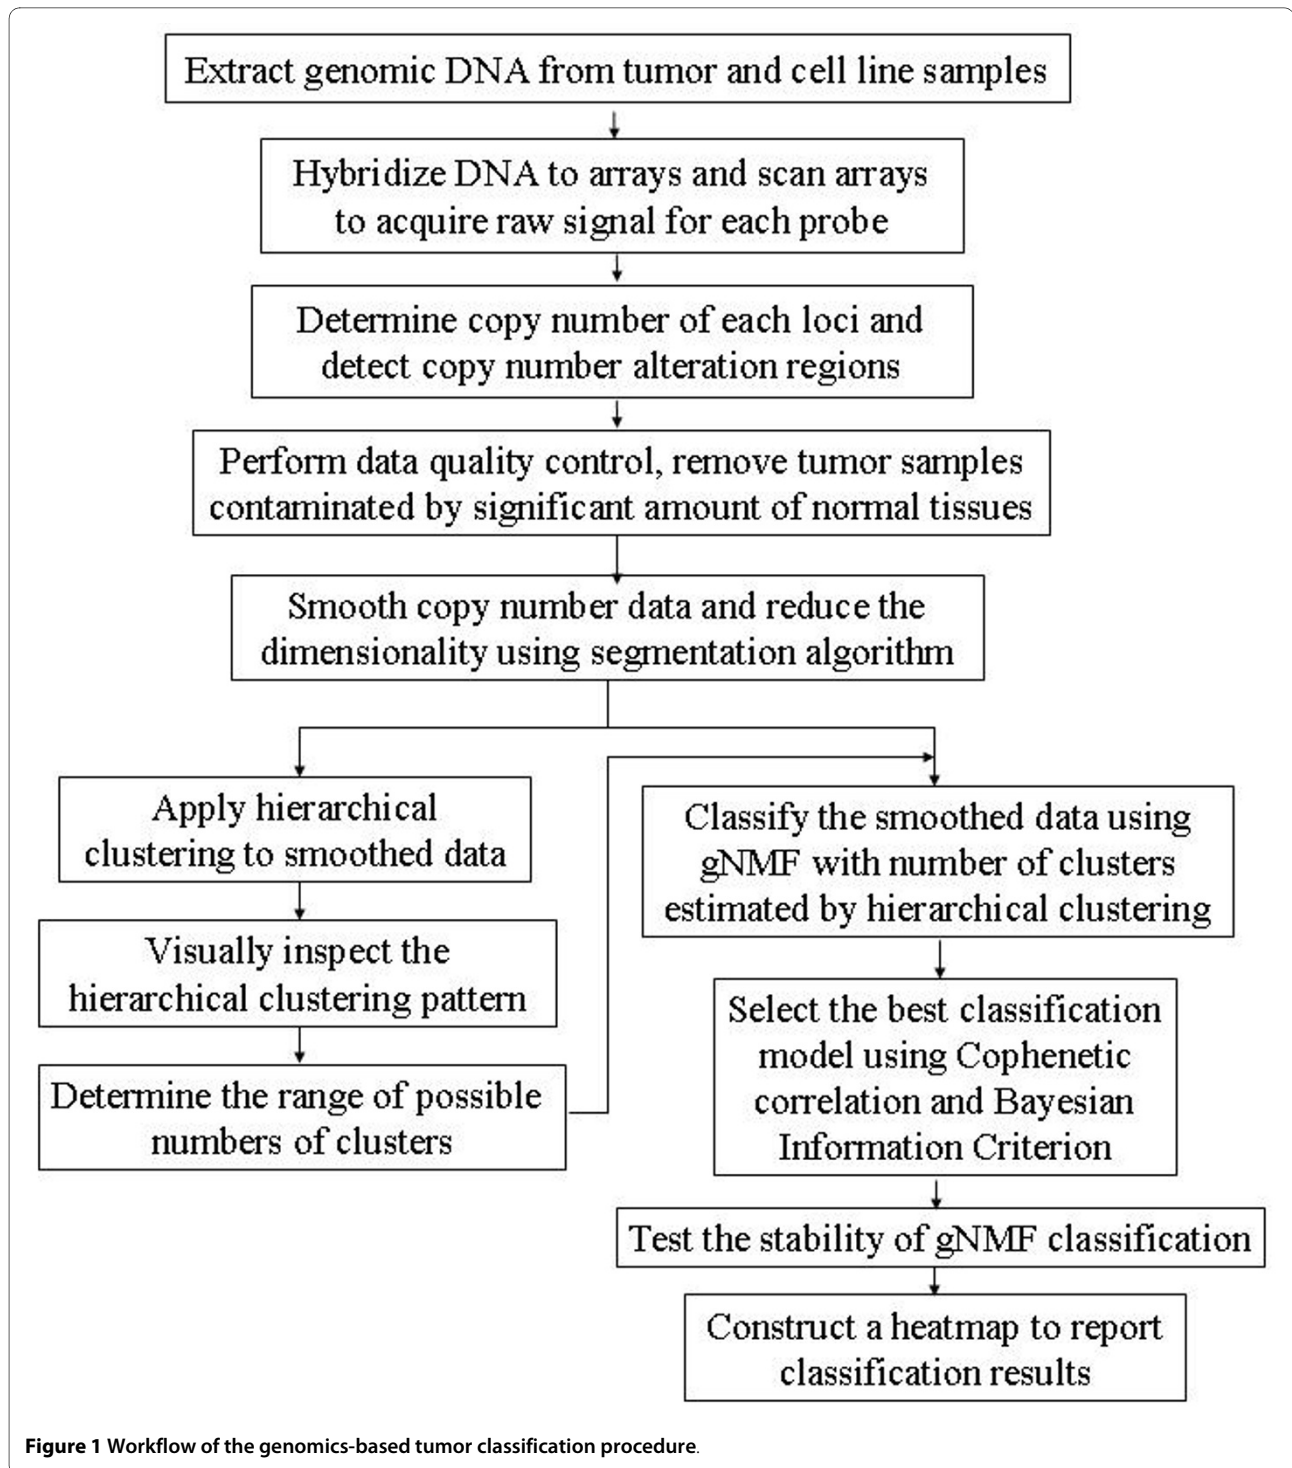 Extract genomic DNA from tumor and cell line samples
Hybridize DNA to arrays and scan arrays
to acquire raw signal for each probe
Determine copy number of each loci and
detect copy number alteration regions
Perform data quality control, remove tumor samples
contaminated by significant amount of normal tissues
Smooth copy number data and reduce the
dimensionality using segmentation algorithm
Apply hierarchical
clustering to smoothed data
Visually inspect the
hierarchical clustering pattern
Determine the range of possible
numbers of clusters
Classify the smoothed data using
gNMF with number of clusters
estimated by hierarchical clustering
Select the best classification
model using Cophenetic
correlation and Bayesian
Information Criterion
Test the stability of gNMF classification
Construct a heatmap to report
classification results
Figure 1 Workflow of the genomics-based tumor classification procedure.